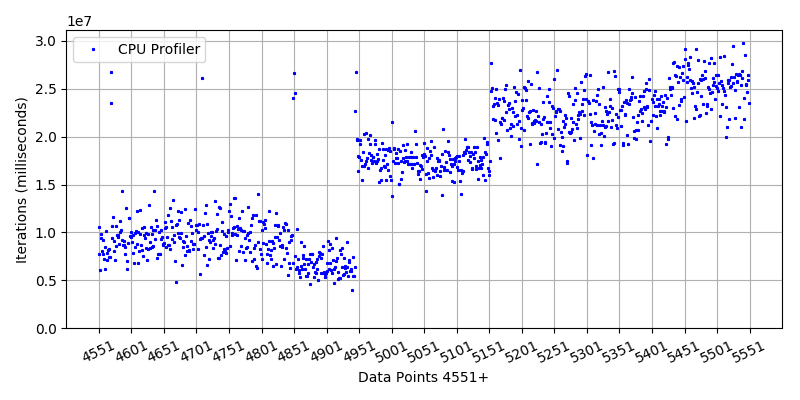 1e7
CPU Profiler
3.0
2.5
2.0
1.5
1.0
0.5
0.0
Iterations (milliseconds)
4551 4601 4651 4701 4751 4801 4851 4901 4951 5001 5051 5101 5151 5201 5251 5301 5351 5401 5451 5501 5551
Data Points 4551+